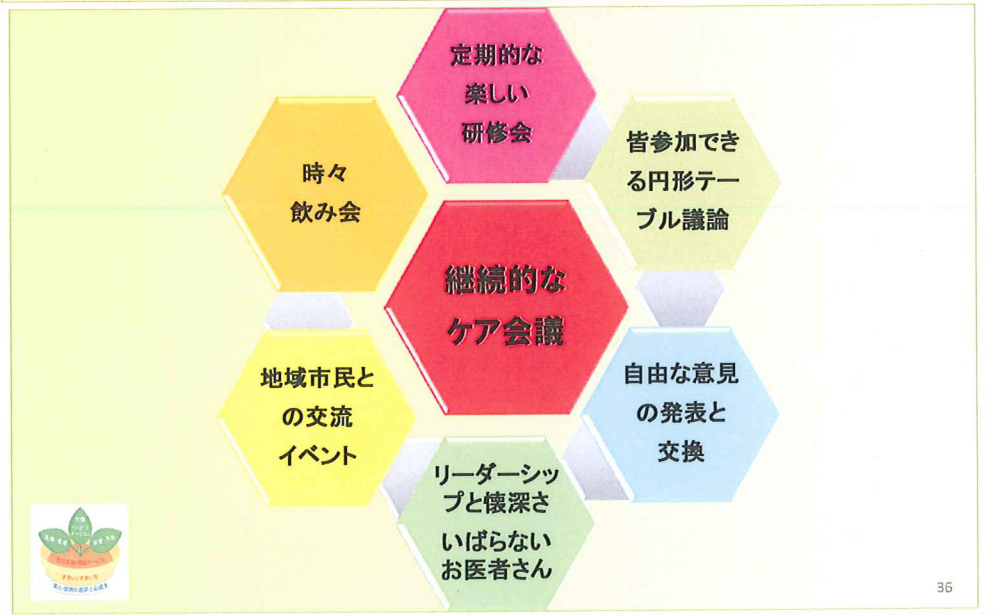 定期的な
楽しい
研修会
皆参加でき
る円形テー
ブル議論
時々
飲み会
継続的な
ケア会議
地域市民と
の交流
イベント
自由な意見
の発表と
交換
リーダーシッ
プと懐深さ
いばらない
お医者さん
36